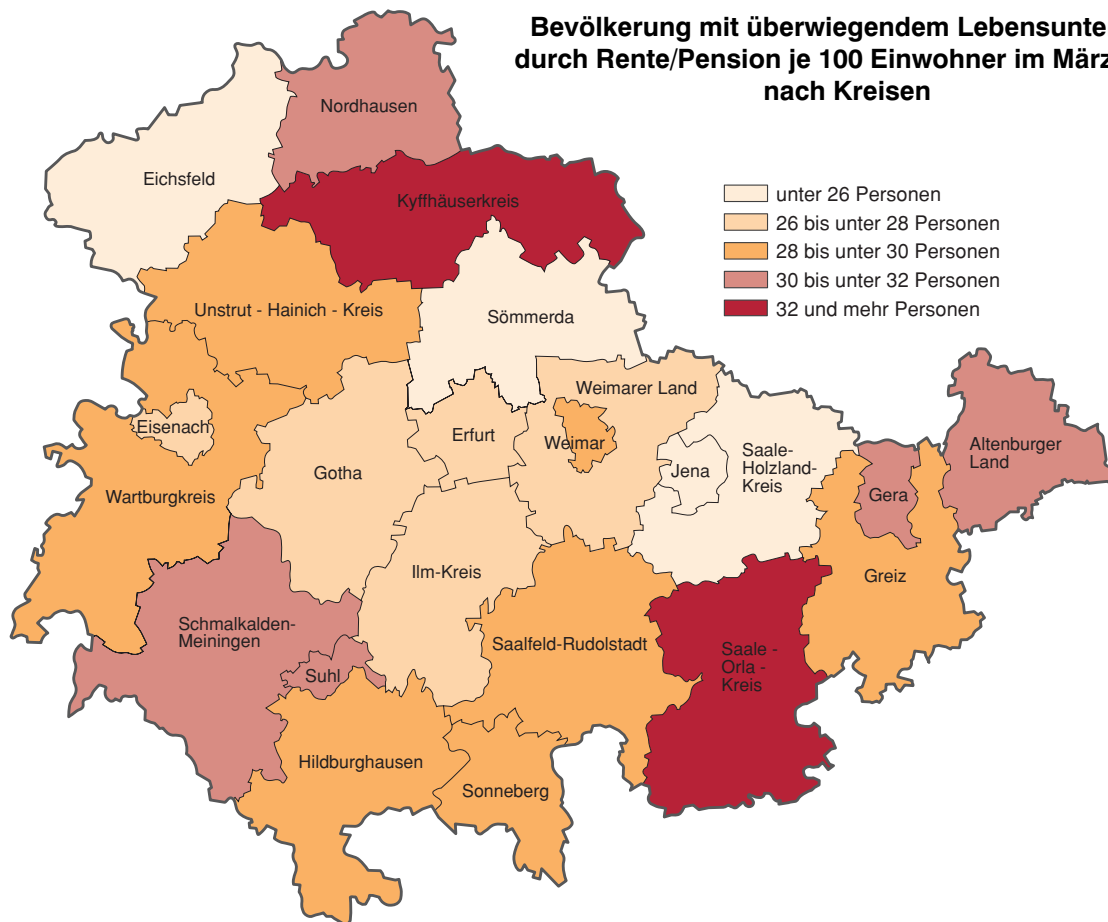 Bevölkerung mit überwiegendem Lebensunte
durch Rente/Pension je 100 Einwohner im März
nach Kreisen
unter 26 Personen
26 bis unter 28 Personen
28 bis unter 30 Personen
30 bis unter 32 Personen
32 und mehr Personen
Nordhausen
Eichsfeld
Kyffhäuserkreis
Unstrut - Hainich - Kreis
Sömmerda
Weimarer Land
Eisenach
Erfurt
Weimar
Altenburger
Land
Gotha
Jena
Saale-
Holzland-
Kreis
Wartburgkreis
Gera
Ilm-Kreis
Greiz
Schmalkalden-
Meiningen
Saalfeld-Rudolstadt
Saale -
Orla -
Kreis
Suhl
Hildburghausen
Sonneberg